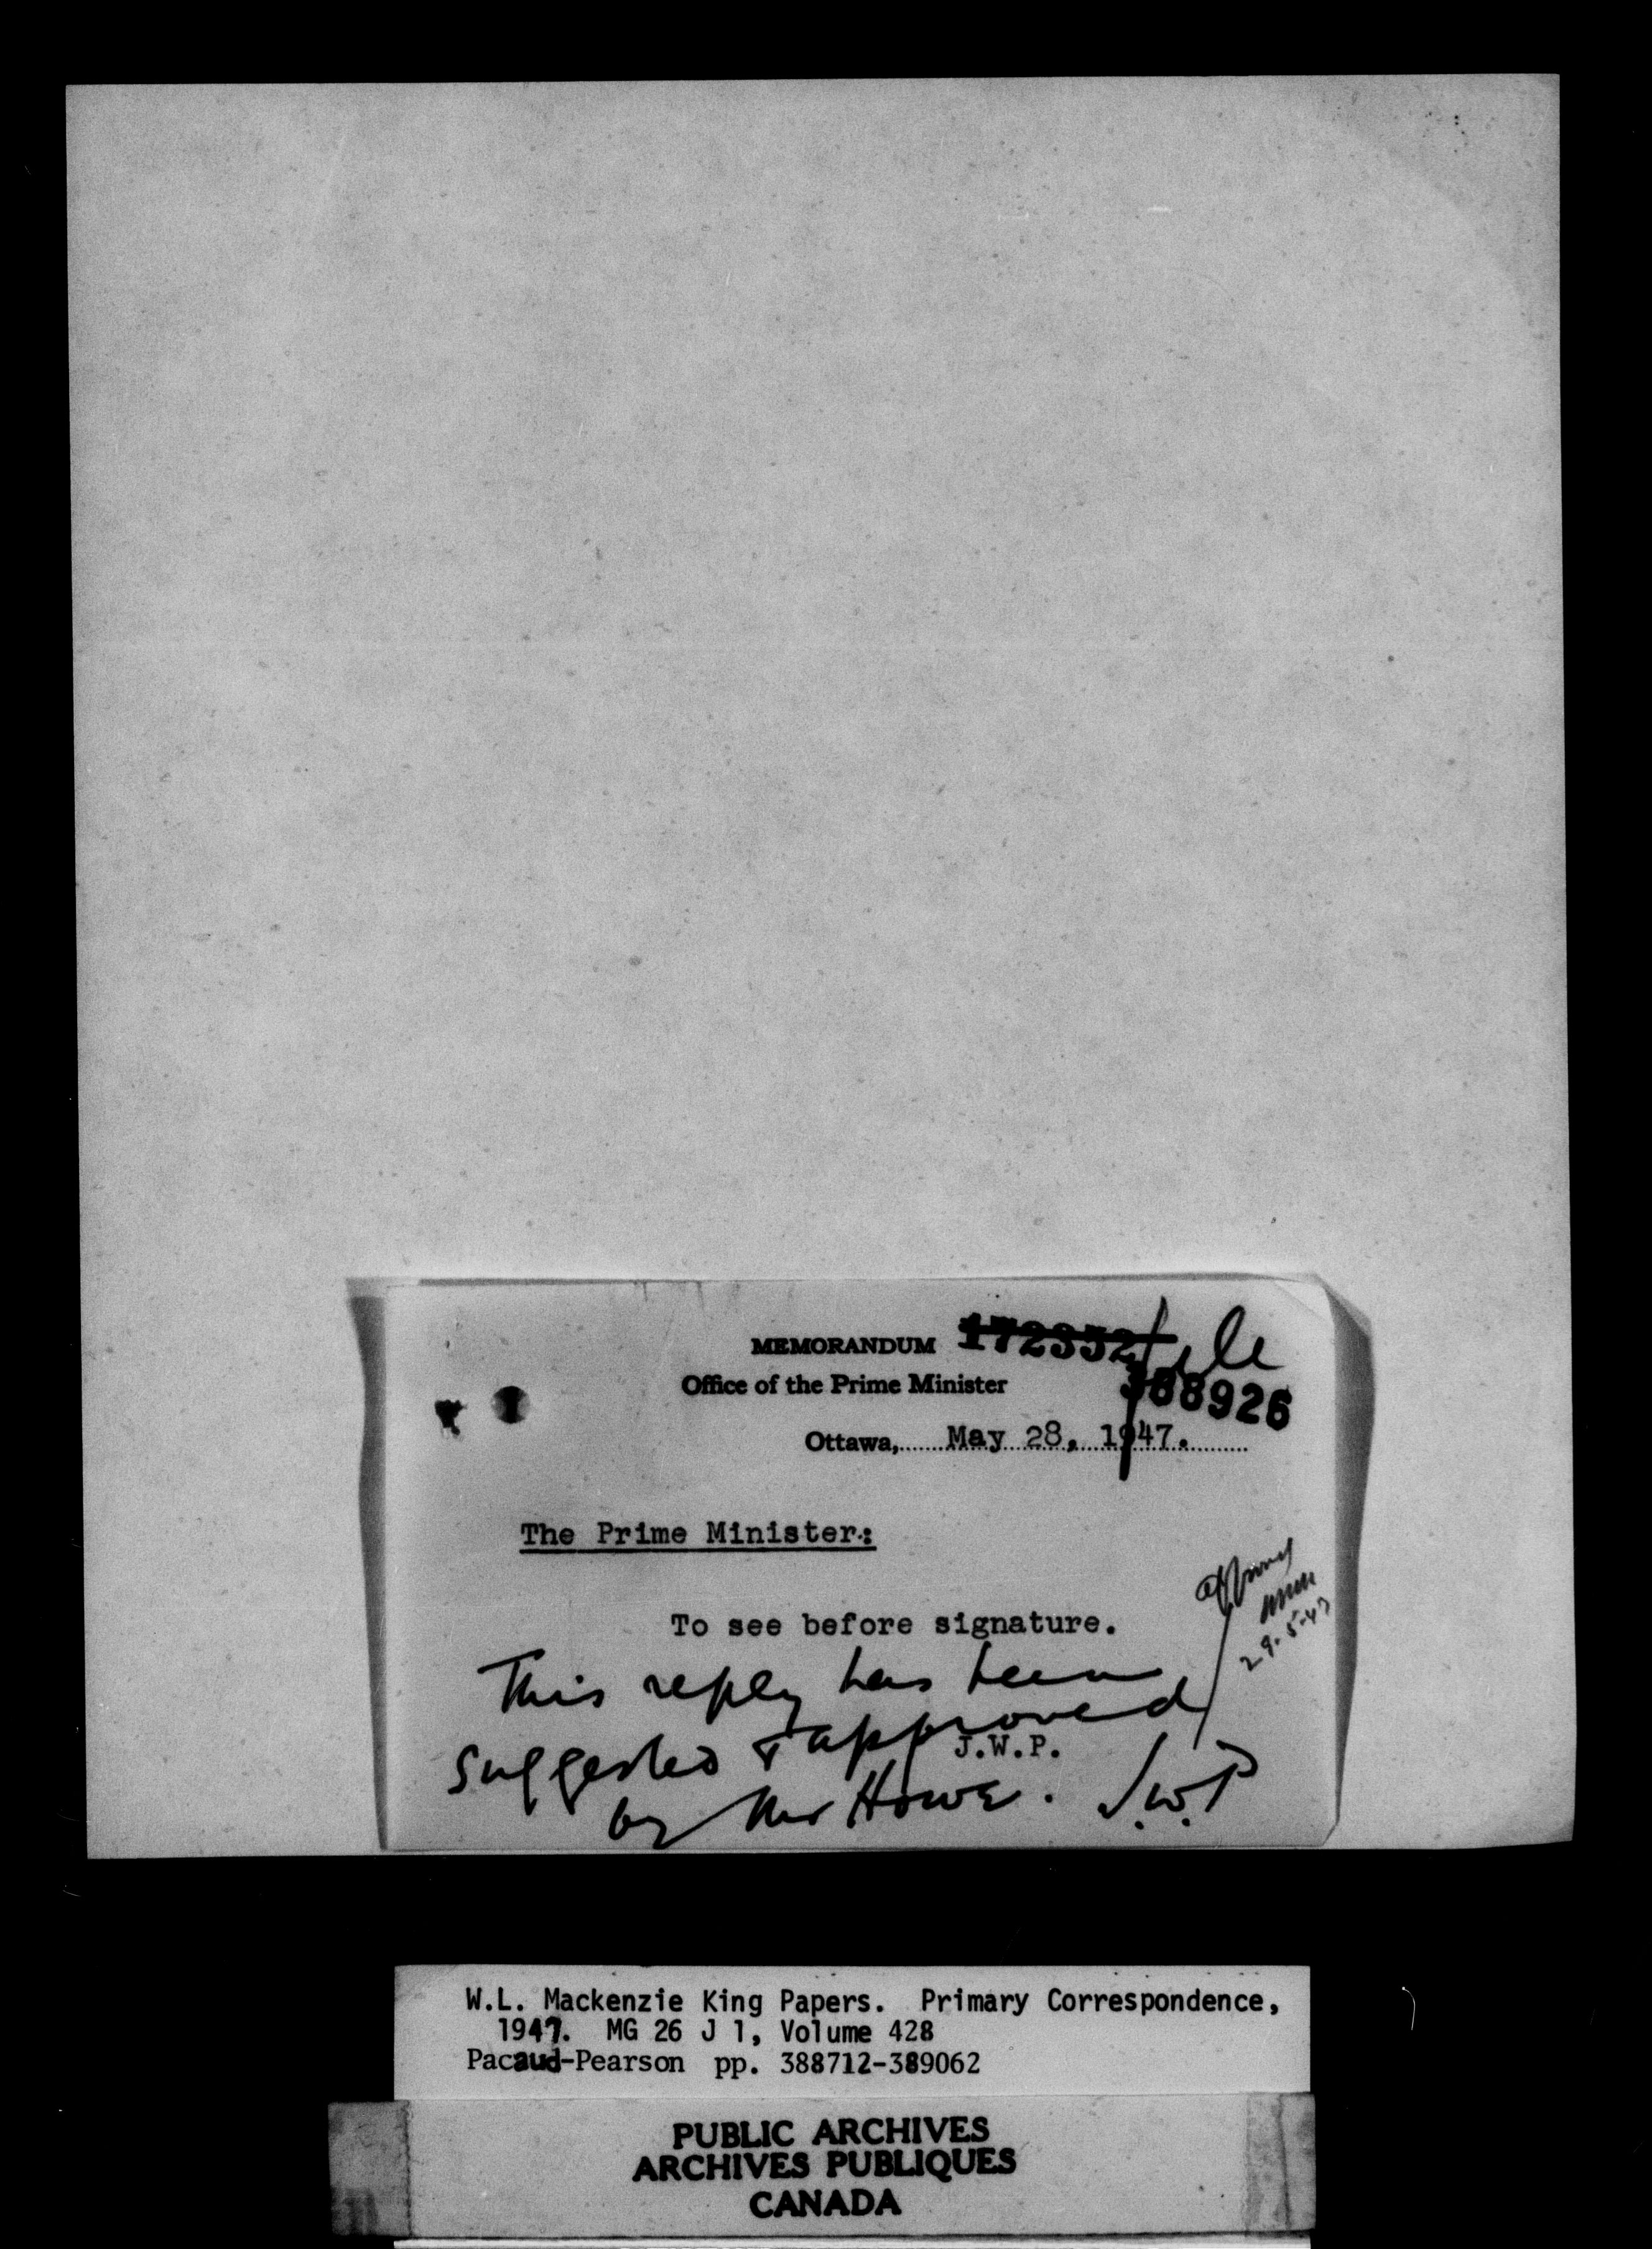 MEMORANDUM 172352 file
Office of the Prime Minister 388926
Ottawa, May 28, 1947.
The Prime Minister:
To see before signature.
29-5-47
This reply has been
suggested & approved
J.W.P.
by Mr Howe. J.W.P
W.L. Mackenzie King Papers. Primary Correspondence,
1947. MG 26 J 1, Volume 428
Pacaud-Pearson pp. 388712-389062
PUBLIC ARCHIVES
ARCHIVES PUBLIQUES
CANADA